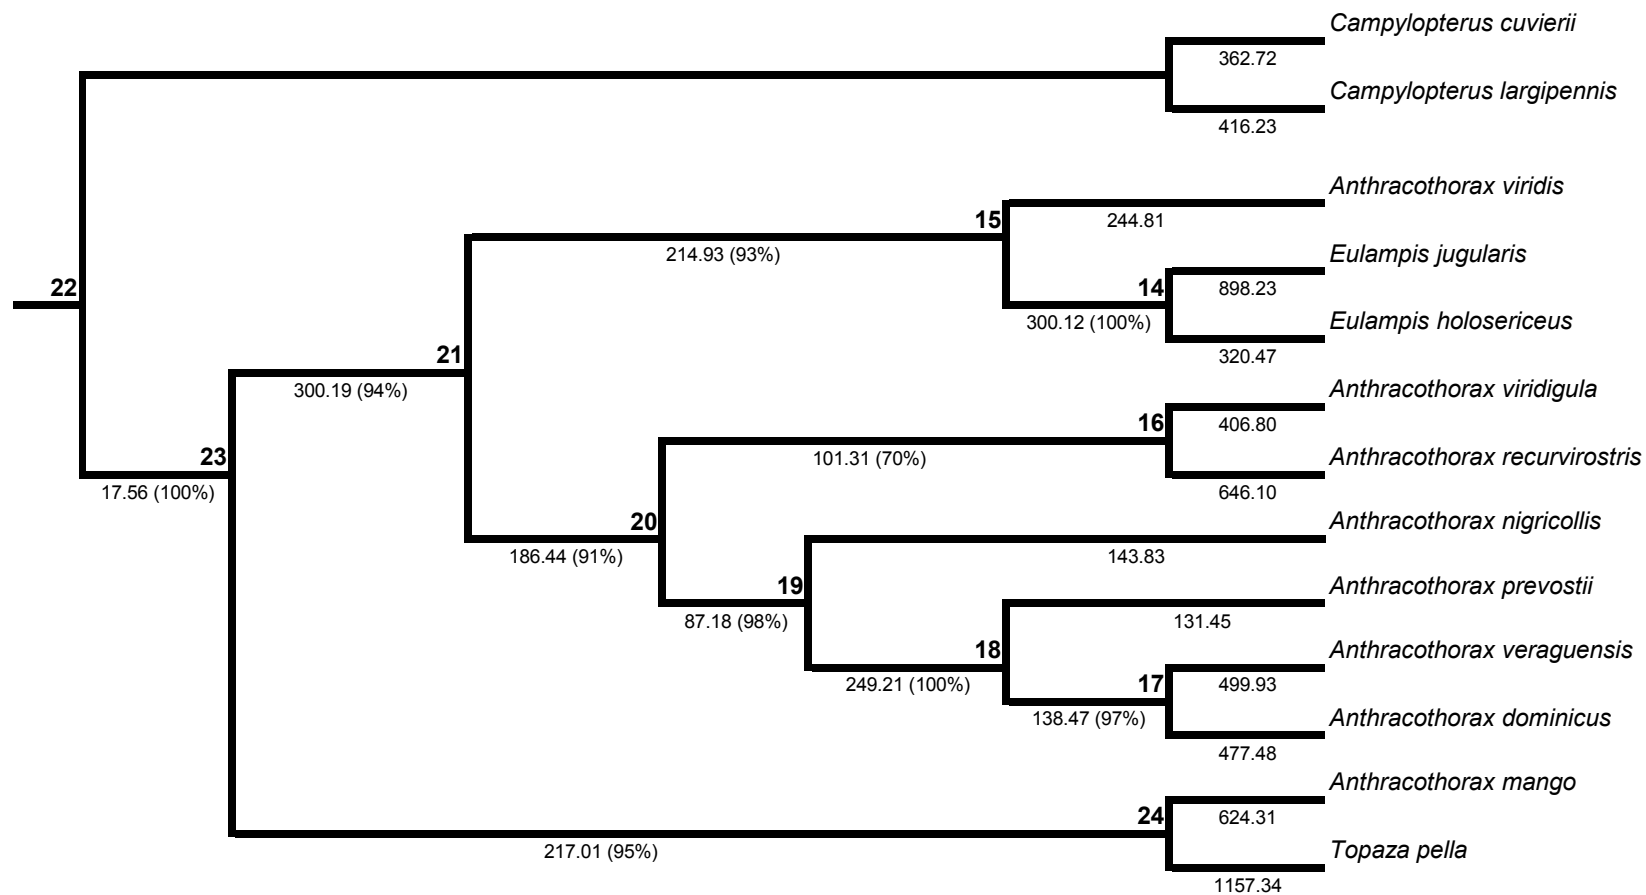 Campylopterus cuvierii
362.72
Campylopterus largipennis
416.23
Anthracothorax viridis
15
244.81
214.93 (93%)
Eulampis jugularis
22
14
898.23
300.12 (100%)
Eulampis holosericeus
320.47
21
300.19 (94%)
Anthracothorax viridigula
16
406.80
101.31 (70%)
23
Anthracothorax recurvirostris
17.56 (100%)
646.10
20
Anthracothorax nigricollis
186.44 (91%)
143.83
19
Anthracothorax prevostii
87.18 (98%)
131.45
18
Anthracothorax veraguensis
249.21 (100%)
17
499.93
138.47 (97%)
Anthracothorax dominicus
477.48
Anthracothorax mango
24
624.31
217.01 (95%)
Topaza pella
1157.34